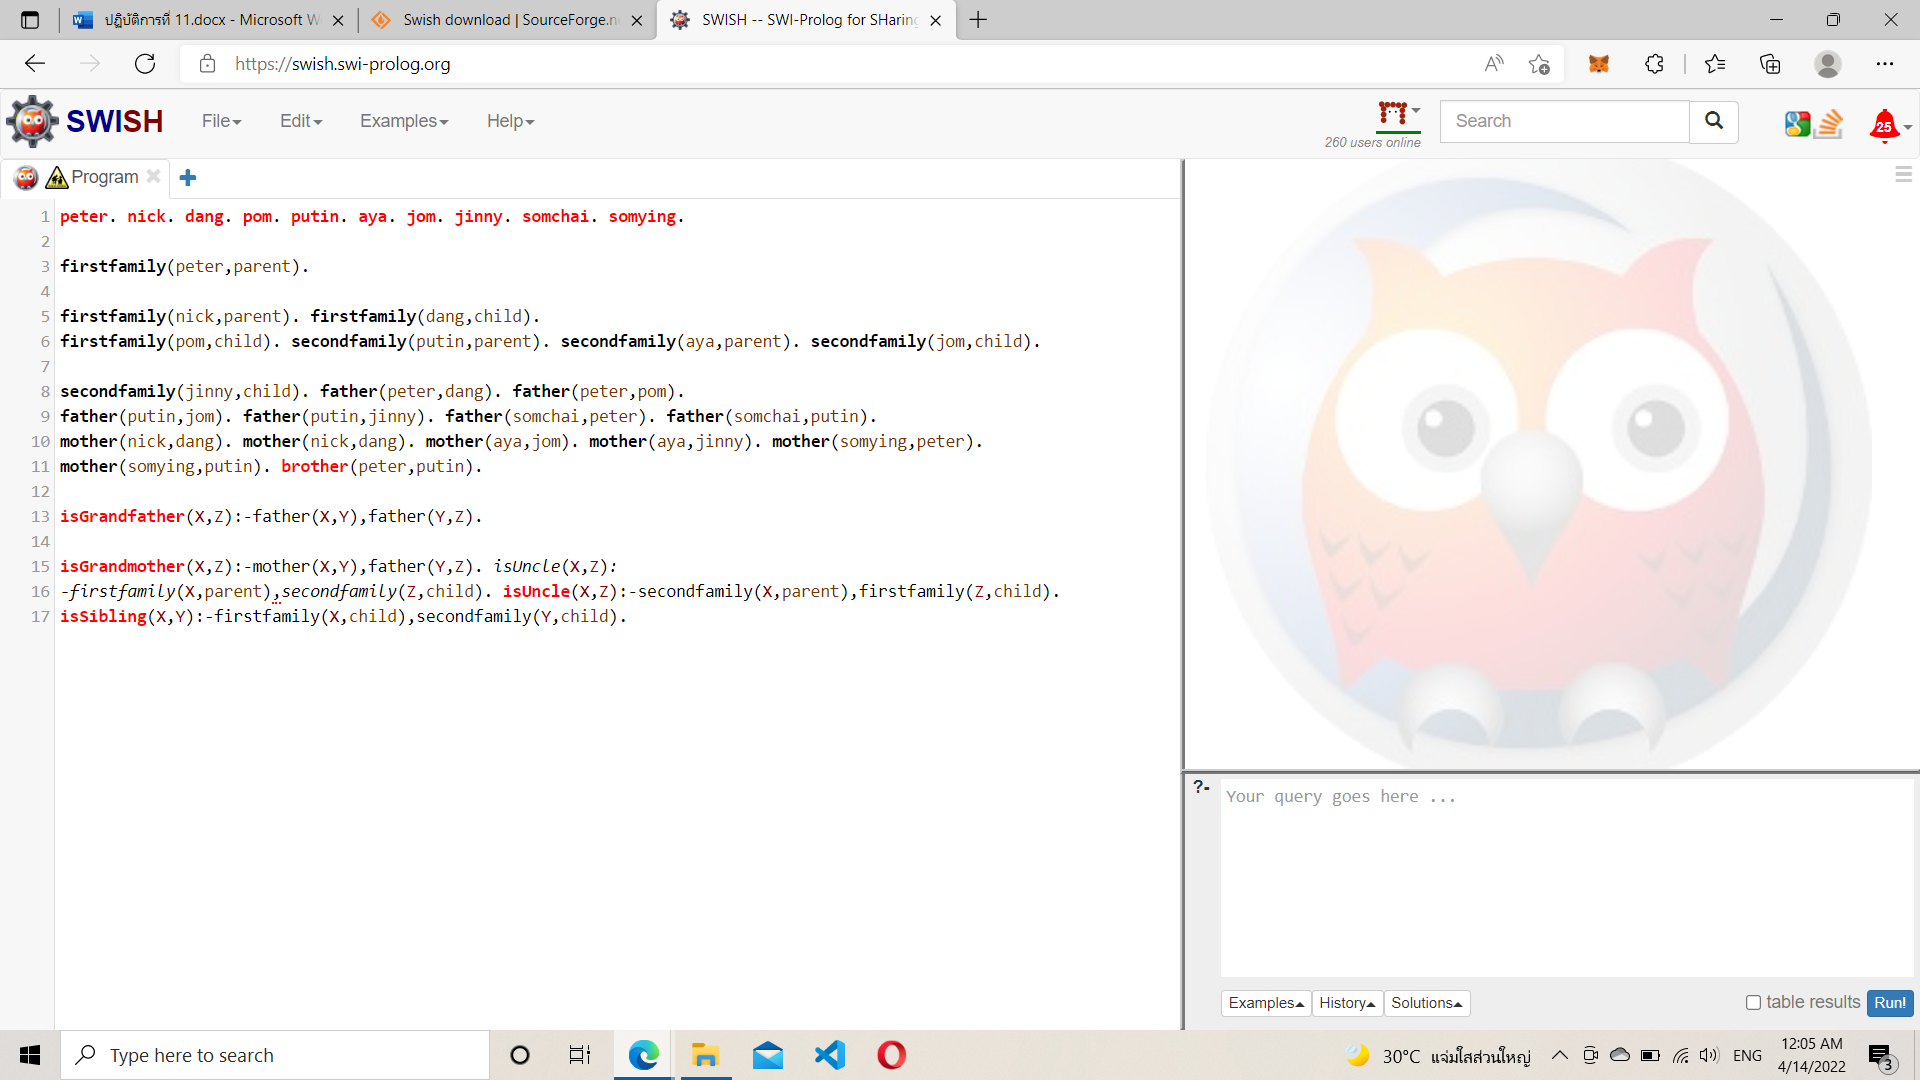 ปฏิบัติการที่ 11.docx - Microsoft W
Swish download | SourceForge.n
SWISH -- SWI-Prolog for SHaring
https://swish.swi-prolog.org
SWISH
File
Edit
Examples
Help
260 users online
Search
25
Program
1 peter. nick. dang. pom. putin. aya. jom. jinny. somchai. somying.
2
3 firstfamily(peter,parent).
4
5 firstfamily(nick,parent). firstfamily(dang,child).
6 firstfamily(pom,child). secondfamily(putin,parent). secondfamily(aya,parent). secondfamily(jom,child).
7
8 secondfamily(jinny,child). father(peter,dang). father(peter,pom).
9 father(putin,jom). father(putin,jinny). father(somchai,peter). father(somchai,putin).
10 mother(nick,dang). mother(nick,dang). mother(aya,jom). mother(aya,jinny). mother(somying,peter).
11 mother(somying,putin). brother(peter,putin).
12
13 isGrandfather(X,Z):-father(X,Y),father(Y,Z).
14
15 isGrandmother(X,Z):-mother(X,Y),father(Y,Z). isUncle(X,Z):
16 -firstfamily(X,parent),secondfamily(Z,child). isUncle(X,Z):-secondfamily(X,parent),firstfamily(Z,child).
17 isSibling(X,Y):-firstfamily(X,child),secondfamily(Y,child).
?-
Your query goes here ...
Examples
History
Solutions
table results
Run!
Type here to search
30°C แจ่มใสส่วนใหญ่
ENG
12:05 AM
4/14/2022
3